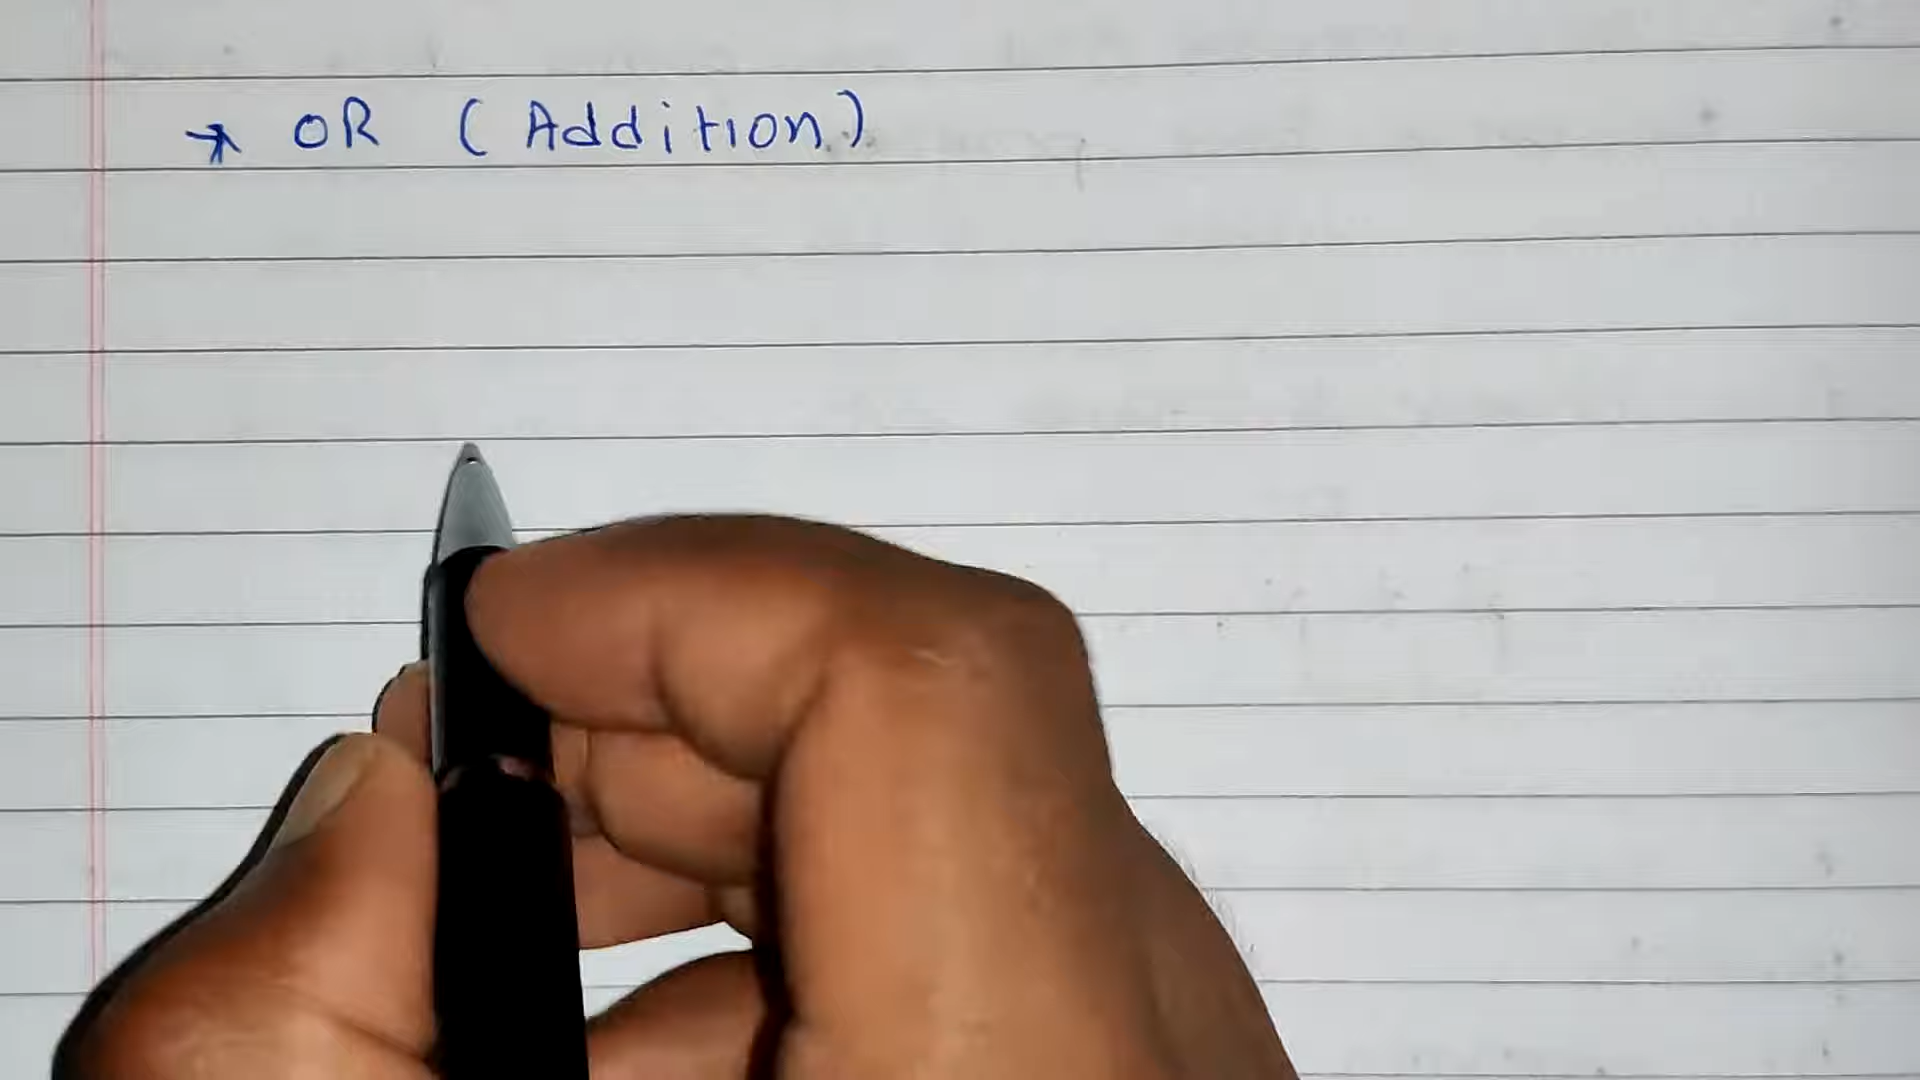 → OR (Addition)